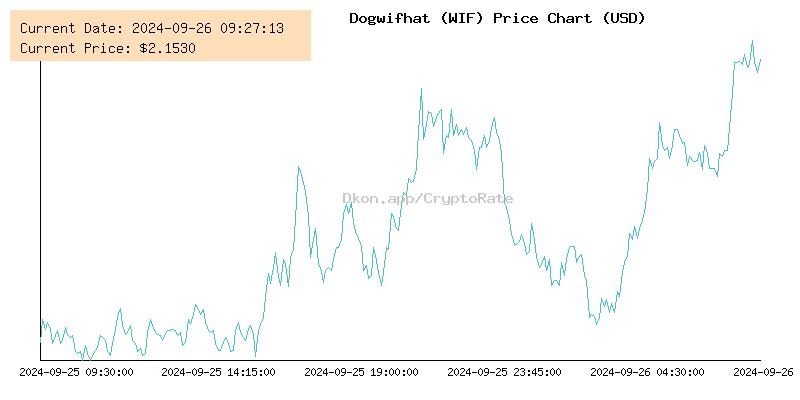 Dogwifhat (WIF) Price Chart (USD)
Current Date: 2024-09-26 09:27:13
Current Price: $2.1530
Dkon.app/CryptoRate
2024-09-25 09:30:00 2024-09-25 14:15:00 2024-09-25 19:00:00 2024-09-25 23:45:00 2024-09-26 04:30:00 2024-09-26